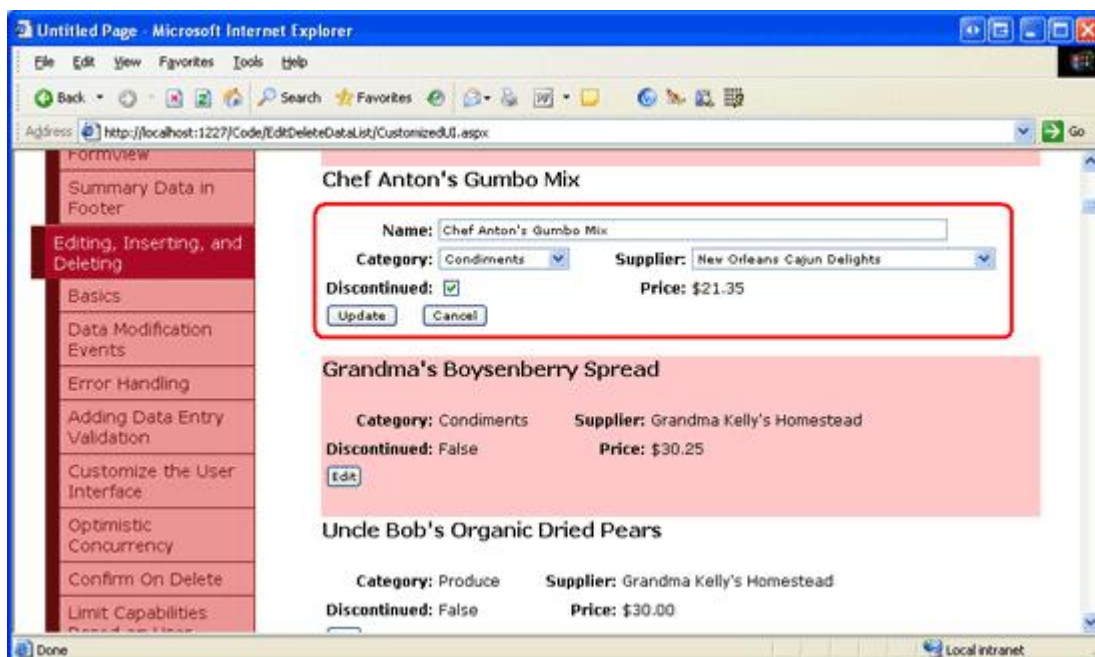 Untitled Page - Microsoft Internet Explorer
File Edit View Favorites Tools Help
Back Search Favorites
Address http://localhost:1227/Code/EditDeleteDataList/CustomizedUI.aspx Go
FormView
Summary Data in
Footer
Editing, Inserting, and
Deleting
Basics
Data Modification
Events
Error Handling
Adding Data Entry
Validation
Customize the User
Interface
Optimistic
Concurrency
Confirm On Delete
Limit Capabilities
Based on User
Chef Anton's Gumbo Mix
Name: Chef Anton's Gumbo Mix
Category: Condiments Supplier: New Orleans Cajun Delights
Discontinued: Price: $21.35
Update Cancel
Grandma's Boysenberry Spread
Category: Condiments Supplier: Grandma Kelly's Homestead
Discontinued: False Price: $30.25
Edit
Uncle Bob's Organic Dried Pears
Category: Produce Supplier: Grandma Kelly's Homestead
Discontinued: False Price: $30.00
Done Local intranet